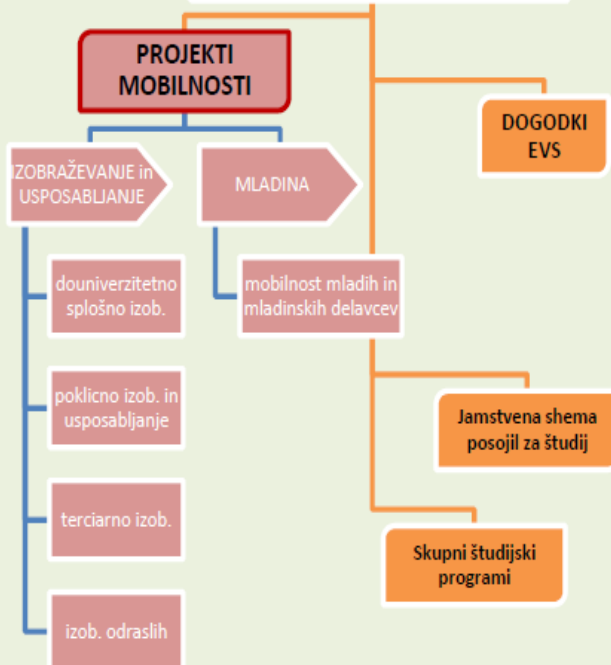 PROJEKTI
MOBILNOSTI
DOGODKI
EVS
IZOBRAŽEVANJE in
USPOSABLJANJE
MLADINA
douniverzitetno
splošno izob.
mobilnost mladih in
mladinskih delavcev
poklicno izob. in
usposabljanje
Jamstvena shema
posojil za študij
terciarno izob.
Skupni študijski
programi
izob. odraslih